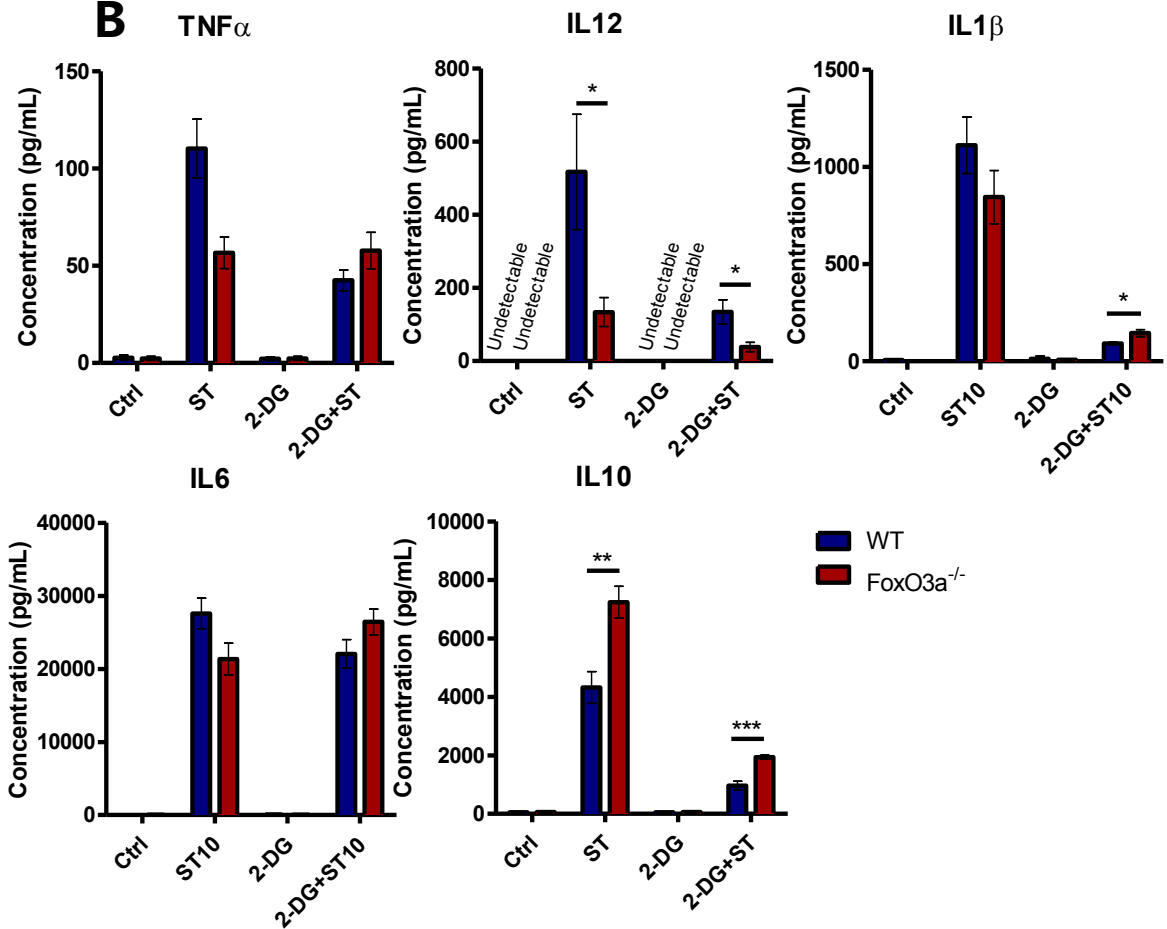 B
TNFα
Concentration (pg/mL)
150
100
50
0
Ctrl
ST
2-DG
2-DG+ST
IL12
Concentration (pg/mL)
800
600
400
200
0
*
*
Undetectable
Undetectable
Undetectable
Undetectable
Ctrl
ST
2-DG
2-DG+ST
IL1β
Concentration (pg/mL)
1500
1000
500
0
*
Ctrl
ST10
2-DG
2-DG+ST10
IL6
Concentration (pg/mL)
40000
30000
20000
10000
0
Ctrl
ST10
2-DG
2-DG+ST10
IL10
Concentration (pg/mL)
10000
8000
6000
4000
2000
0
**
***
Ctrl
ST
2-DG
2-DG+ST
WT
FoxO3a-/-